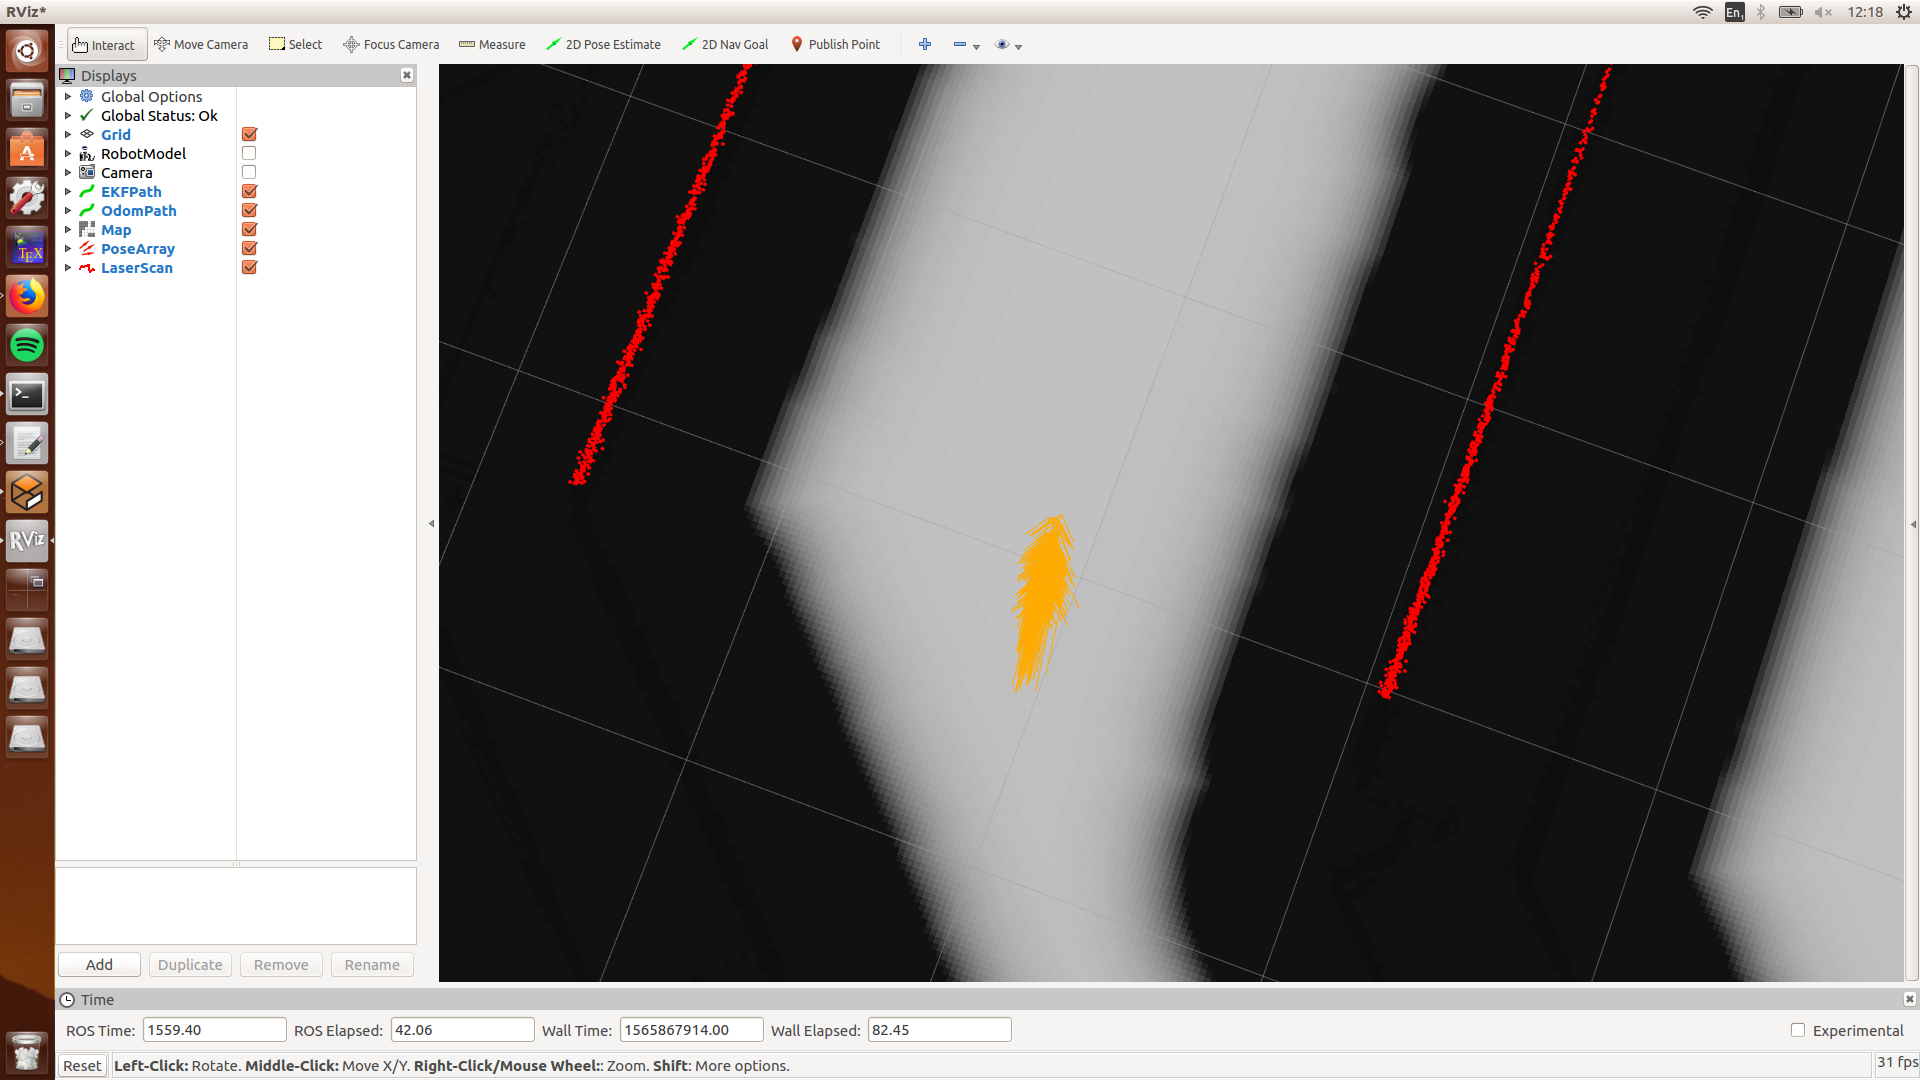 RViz*
En1
12:18
Interact
Move Camera
Select
Focus Camera
Measure
2D Pose Estimate
2D Nav Goal
Publish Point
Displays
Global Options
Global Status: Ok
Grid
RobotModel
Camera
EKFPath
OdomPath
Map
PoseArray
LaserScan
TEX
RViz
Add
Duplicate
Remove
Rename
Time
ROS Time: 1559.40 ROS Elapsed: 42.06 Wall Time: 1565867914.00 Wall Elapsed: 82.45 Experimental
Reset
Left-Click: Rotate. Middle-Click: Move X/Y. Right-Click/Mouse Wheel:: Zoom. Shift: More options.
31 fps